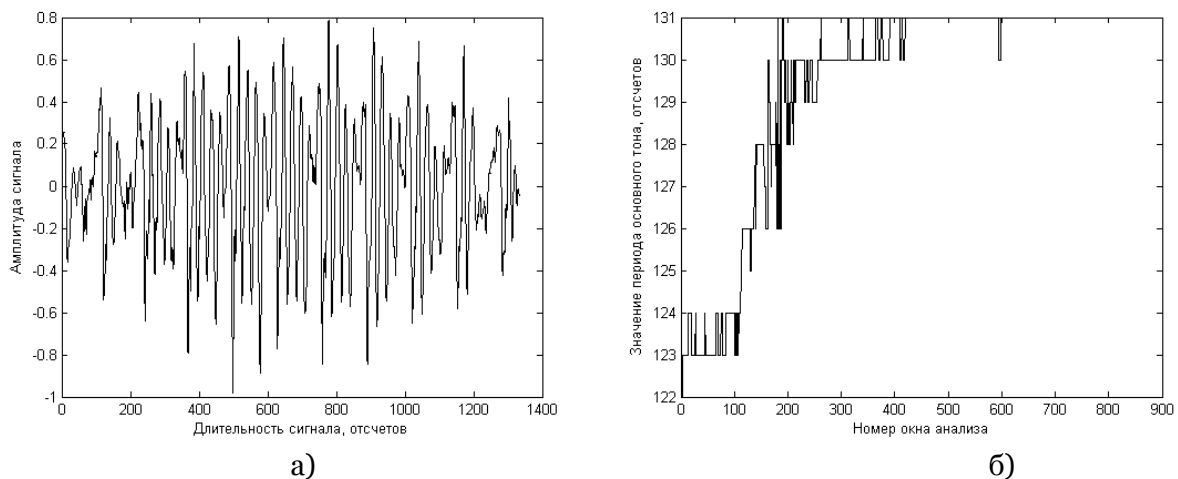 Амплитуда сигнала
0.8
0.6
0.4
0.2
0
-0.2
-0.4
-0.6
-0.8
-1
0 200 400 600 800 1000 1200 1400
Длительность сигнала, отсчетов
а)
Значение периода основного тона, отсчетов
131
130
129
128
127
126
125
124
123
122
0 100 200 300 400 500 600 700 800 900
Номер окна анализа
б)